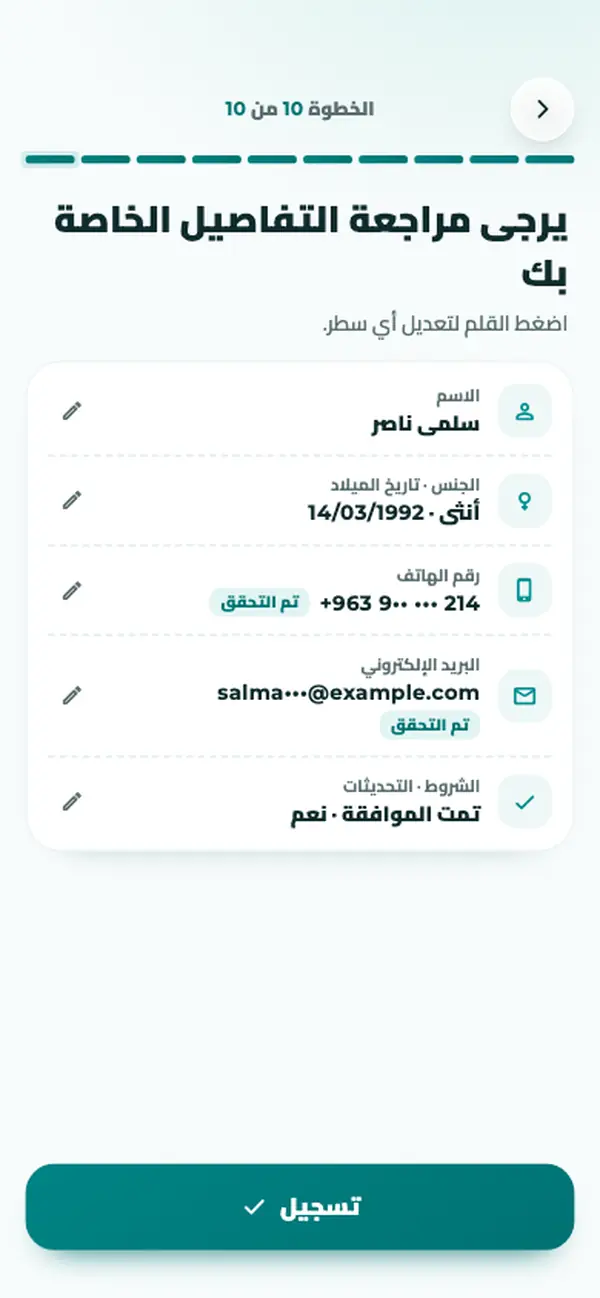 الخطوة 10 من 10
يرجى مراجعة التفاصيل الخاصة
بك
اضغط القلم لتعديل أي سطر.
الاسم
سلمى ناصر
الجنس · تاريخ الميلاد
أنثى · 14/03/1992
رقم الهاتف
+963 9•• ••• 214 تم التحقق
البريد الإلكتروني
salma•••@example.com
تم التحقق
الشروط · التحديثات
تمت الموافقة · نعم
تسجيل